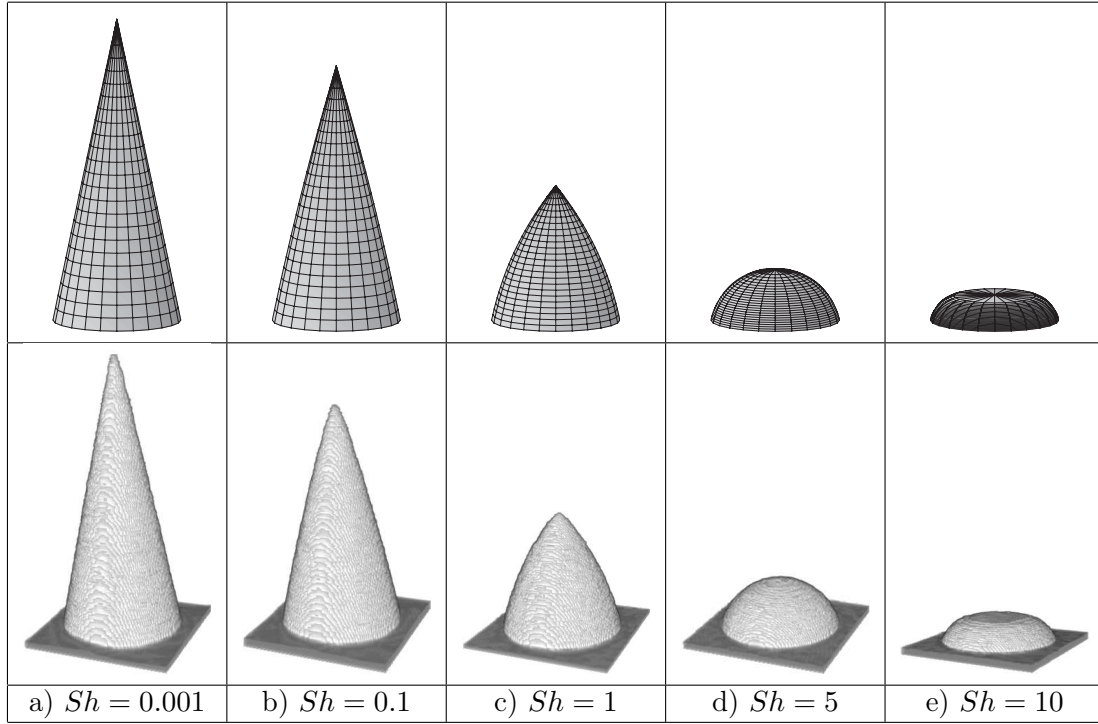 a) Sh = 0.001 b) Sh = 0.1 c) Sh = 1 d) Sh = 5 e) Sh = 10